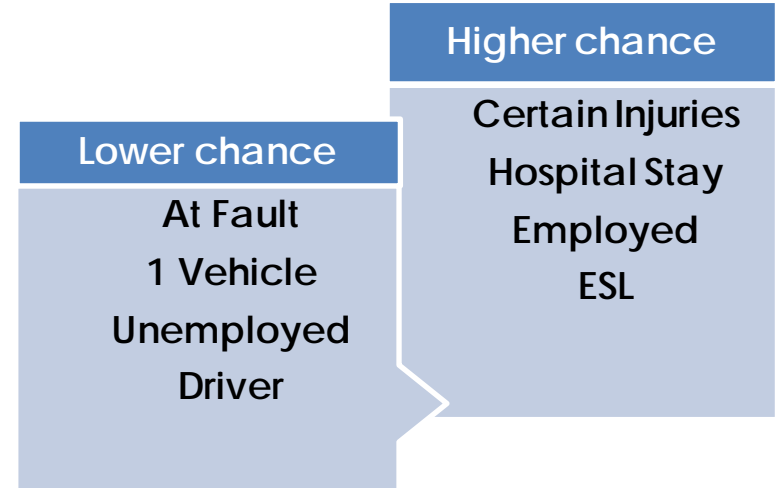 Lower chance
At Fault
1 Vehicle
Unemployed
Driver
Higher chance
Certain Injuries
Hospital Stay
Employed
ESL